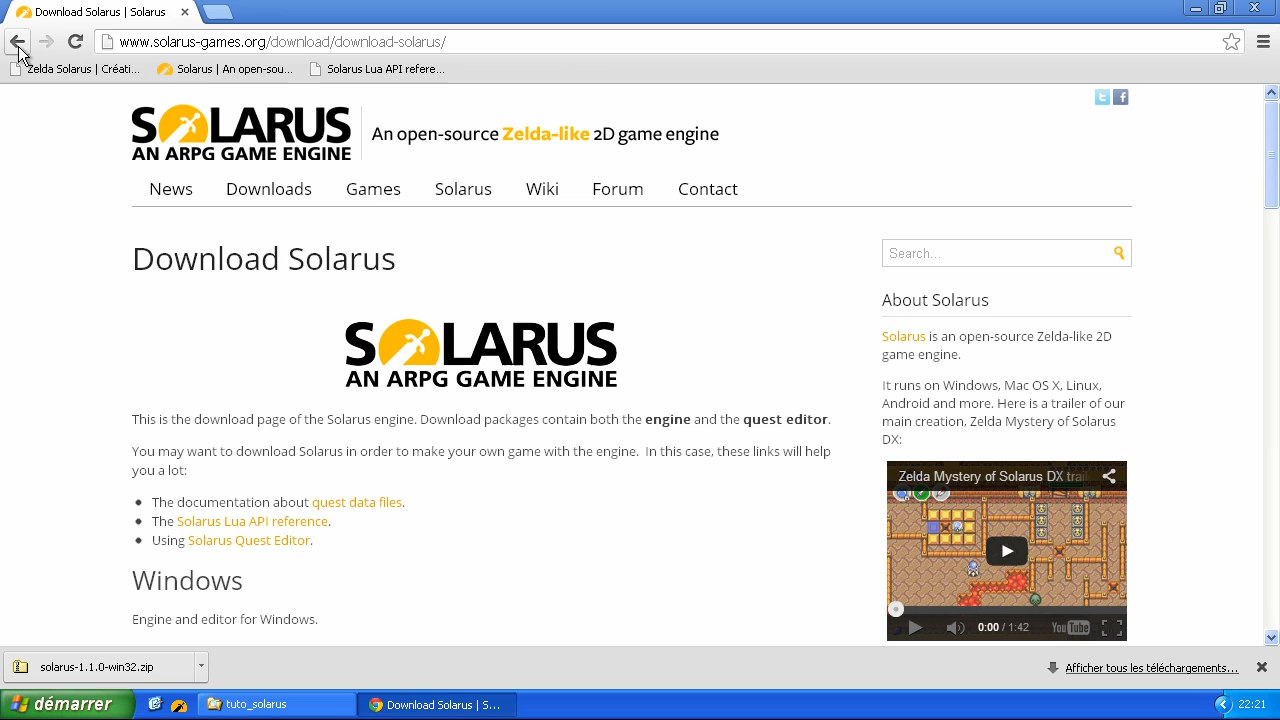 Download Solarus | Solarus
www.solarus-games.org/download/download-solarus/
Zelda Solarus | Créati... Solarus | An open-sou... Solarus Lua API refere...
SOLARUS
AN ARPG GAME ENGINE
An open-source Zelda-like 2D game engine
News Downloads Games Solarus Wiki Forum Contact
Download Solarus
SOLARUS
AN ARPG GAME ENGINE
This is the download page of the Solarus engine. Download packages contain both the engine and the quest editor.
You may want to download Solarus in order to make your own game with the engine. In this case, these links will help
you a lot:
The documentation about quest data files.
The Solarus Lua API reference.
Using Solarus Quest Editor.
Windows
Engine and editor for Windows.
Search...
About Solarus
Solarus is an open-source Zelda-like 2D
game engine.
It runs on Windows, Mac OS X, Linux,
Android and more. Here is a trailer of our
main creation, Zelda Mystery of Solarus
DX:
Zelda Mystery of Solarus DX trai
0:00 / 1:42 YouTube
solarus-1.1.0-win32.zip
Afficher tous les téléchargements...
démarrer tuto_solarus Download Solarus | S... 22:21